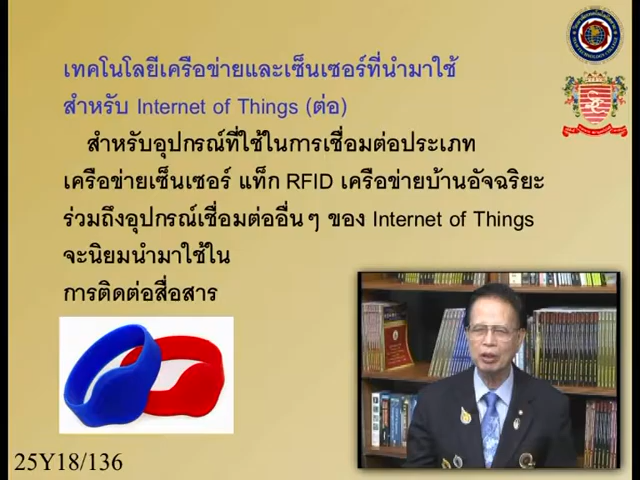 เทคโนโลยีเครือข่ายและเซ็นเซอร์ที่นำมาใช้
สำหรับ Internet of Things (ต่อ)
สำหรับอุปกรณ์ที่ใช้ในการเชื่อมต่อประเภท
เครือข่ายเซ็นเซอร์ แท็ก RFID เครือข่ายบ้านอัจฉริยะ
ร่วมถึงอุปกรณ์เชื่อมต่ออื่นๆ ของ Internet of Things
จะนิยมนำมาใช้ใน
การติดต่อสื่อสาร
25Y18/136